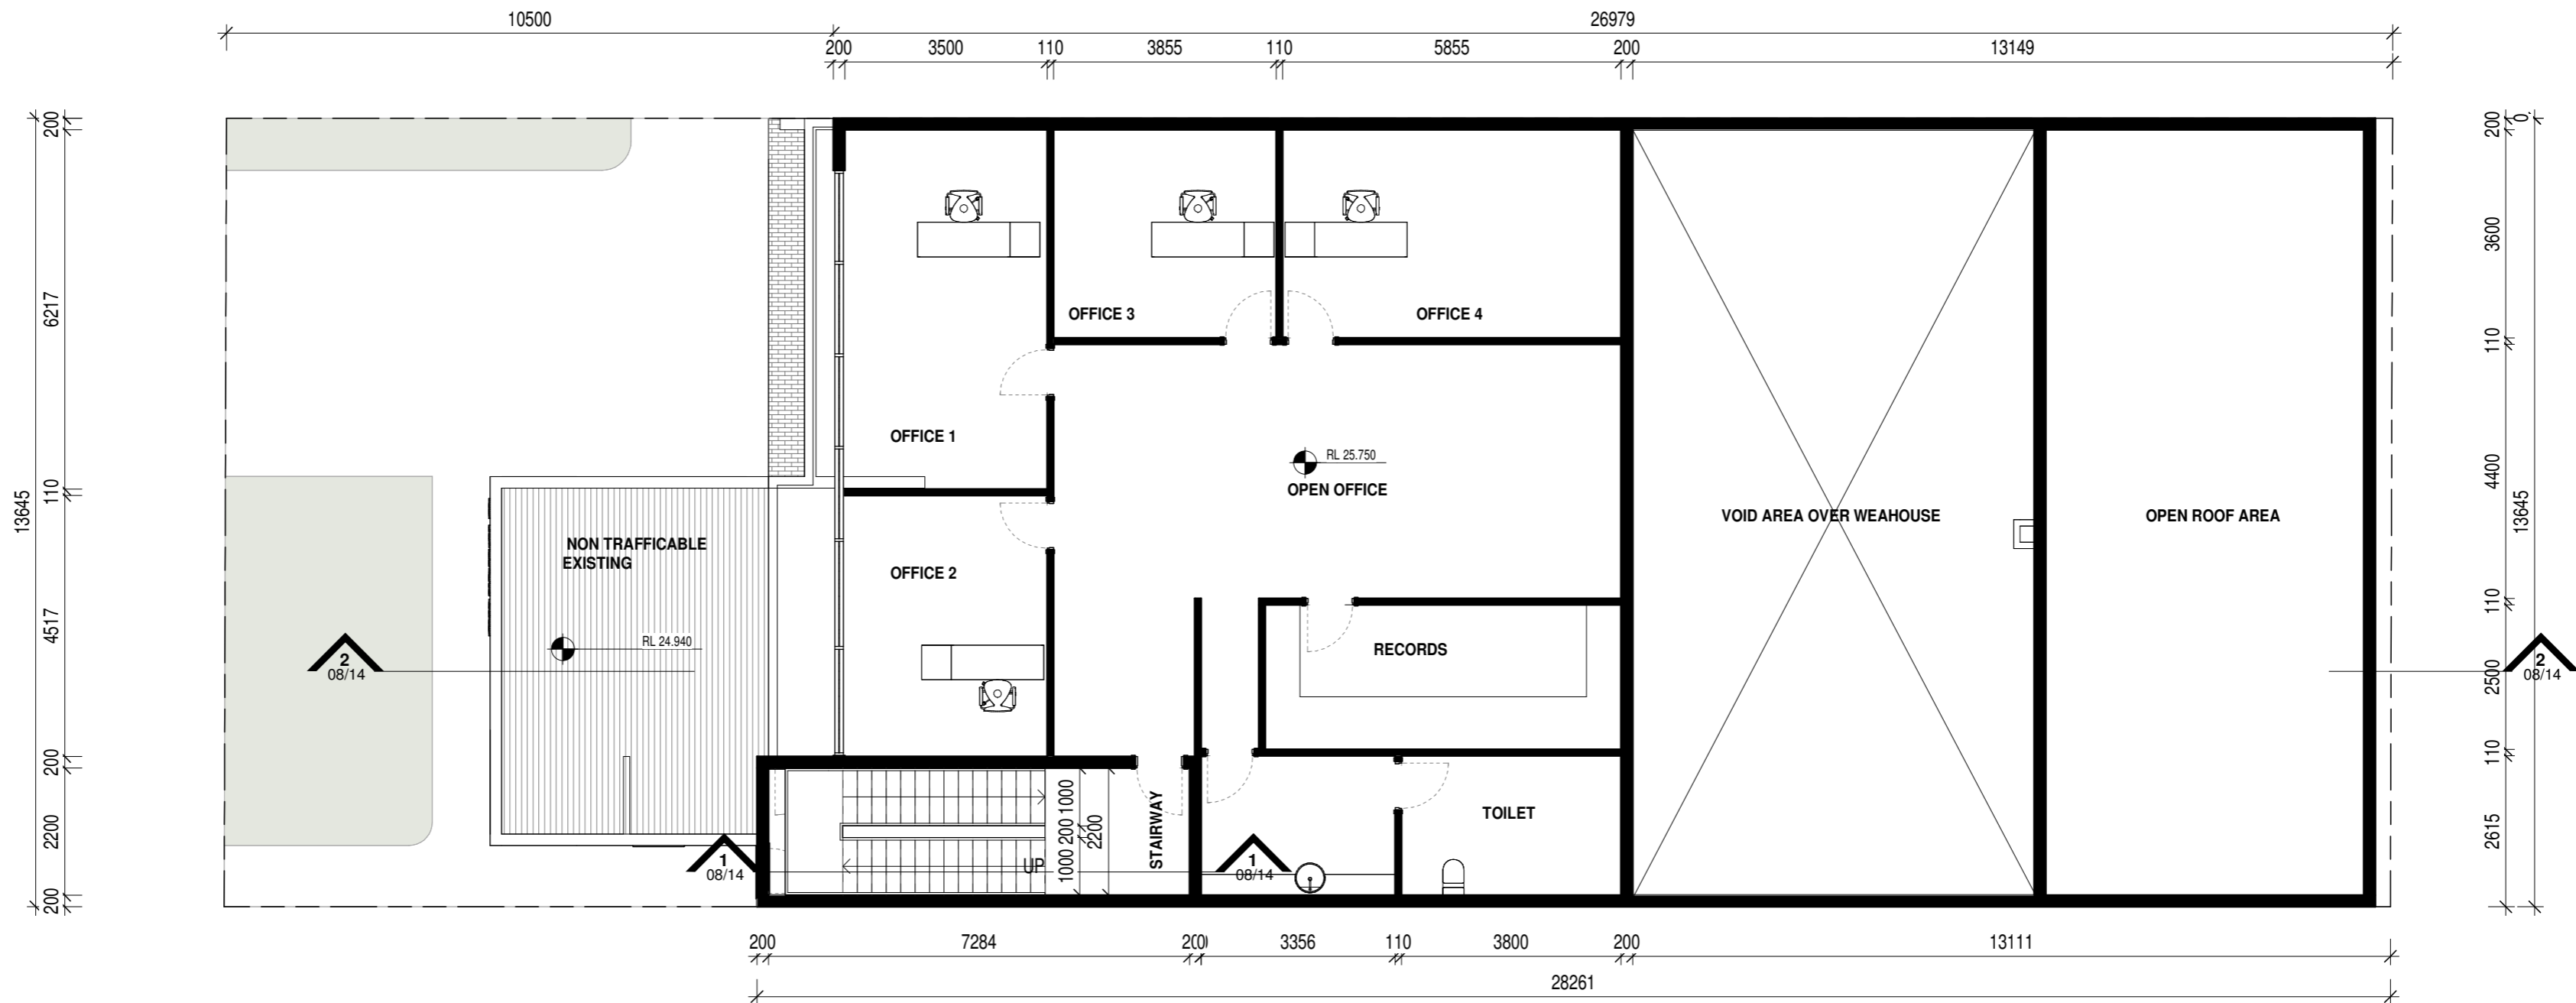 10500
26979
200 3500 110 3855 110 5855 200 13149
200
6217
110
4517
200
2200
200
13645
OFFICE 3
OFFICE 4
OFFICE 1
RL 25.750
OPEN OFFICE
VOID AREA OVER WEAHOUSE
OPEN ROOF AREA
NON TRAFFICABLE
EXISTING
OFFICE 2
RL 24.940
RECORDS
2
08/14
2
08/14
TOILET
STAIRWAY
UP
1000 200 1000
2200
1
08/14
1
08/14
200
0.
3600
110
4400
110
2500
110
2615
13645
200 7284 200 3356 110 3800 200 13111
28261